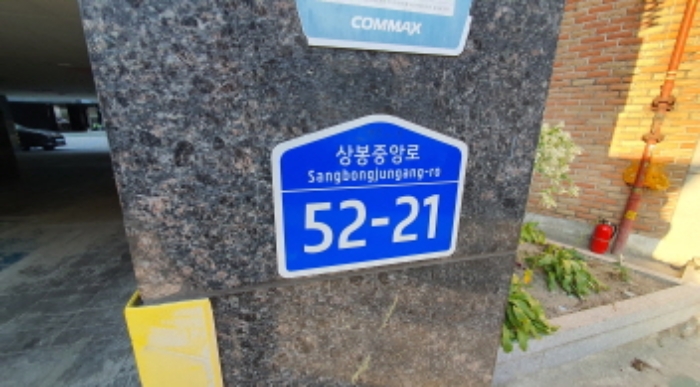 COMMAX
상봉중앙로
Sangbongjungang-ro
52-21